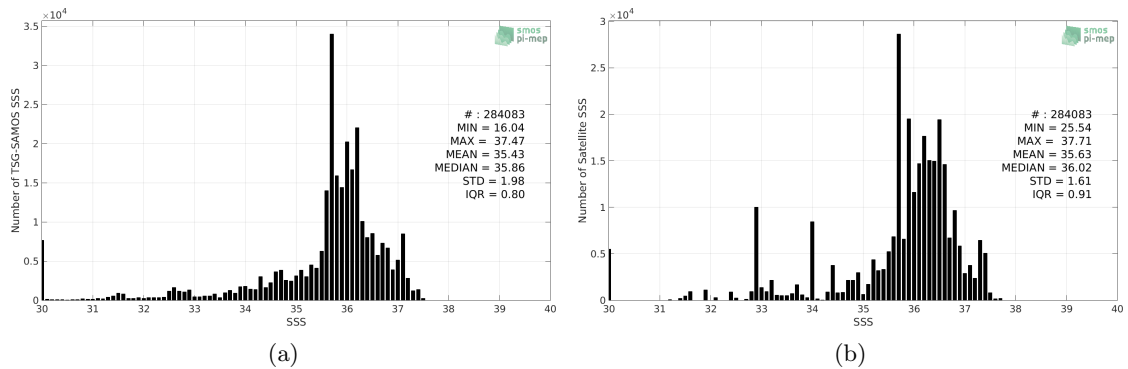 ×10⁴
3.5
3
2.5
2
1.5
1
0.5
0
30 31 32 33 34 35 36 37 38 39 40
SSS
Number of TSG-SAMOS SSS
smos
pi-mep
# : 284083
MIN = 16.04
MAX = 37.47
MEAN = 35.43
MEDIAN = 35.86
STD = 1.98
IQR = 0.80
(a)
×10⁴
3
2.5
2
1.5
1
0.5
0
30 31 32 33 34 35 36 37 38 39 40
SSS
Number of Satellite SSS
smos
pi-mep
# : 284083
MIN = 25.54
MAX = 37.71
MEAN = 35.63
MEDIAN = 36.02
STD = 1.61
IQR = 0.91
(b)